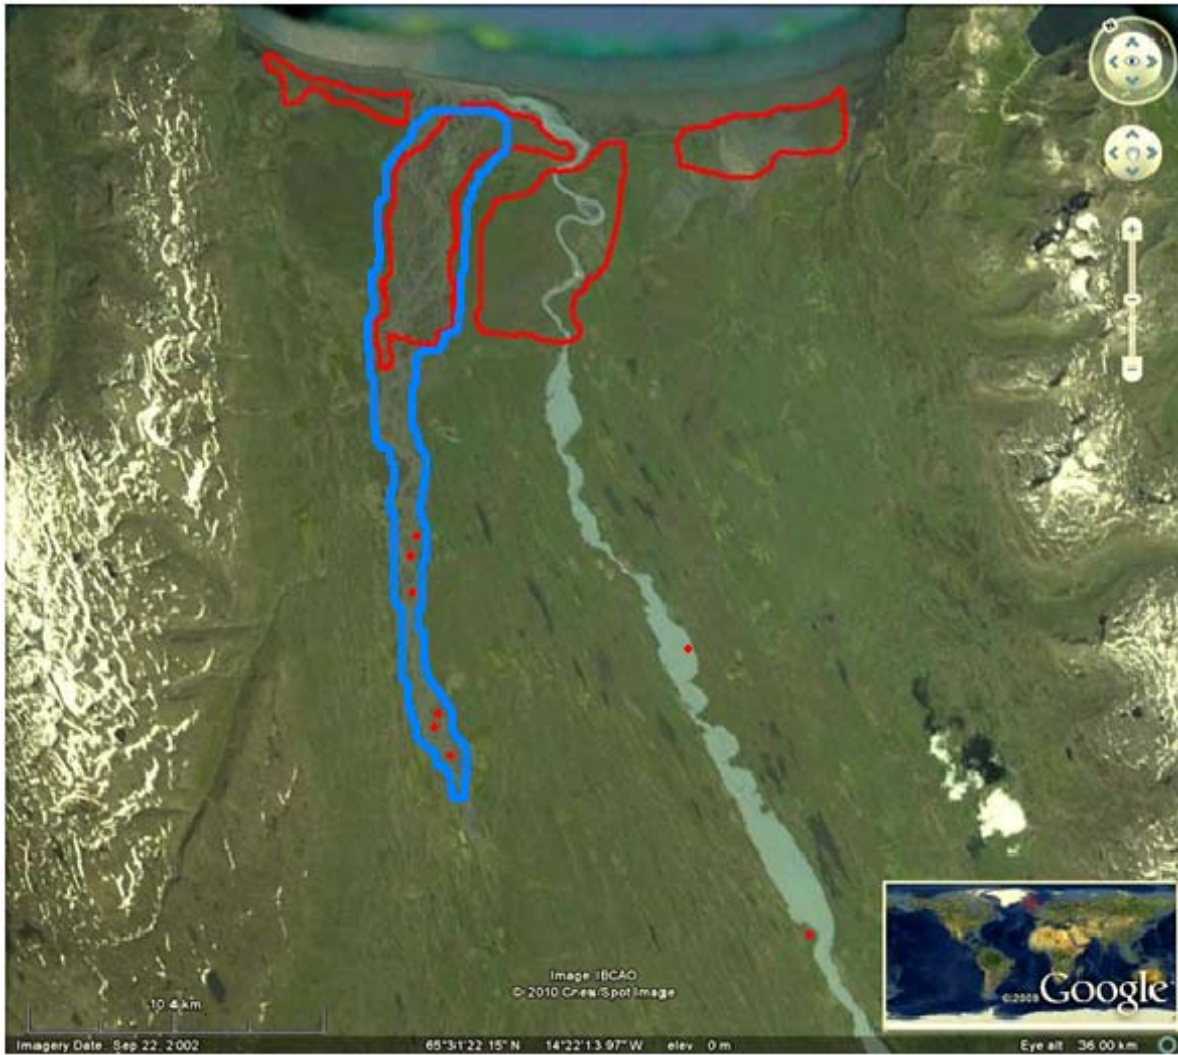 Image IBCAO
© 2010 Cnes/Spot Image
10.4 km
©2009 Google
Imagery Date: Sep 22, 2002 65°31'22.15" N 14°22'13.97" W elev 0 m Eye alt 36.00 km